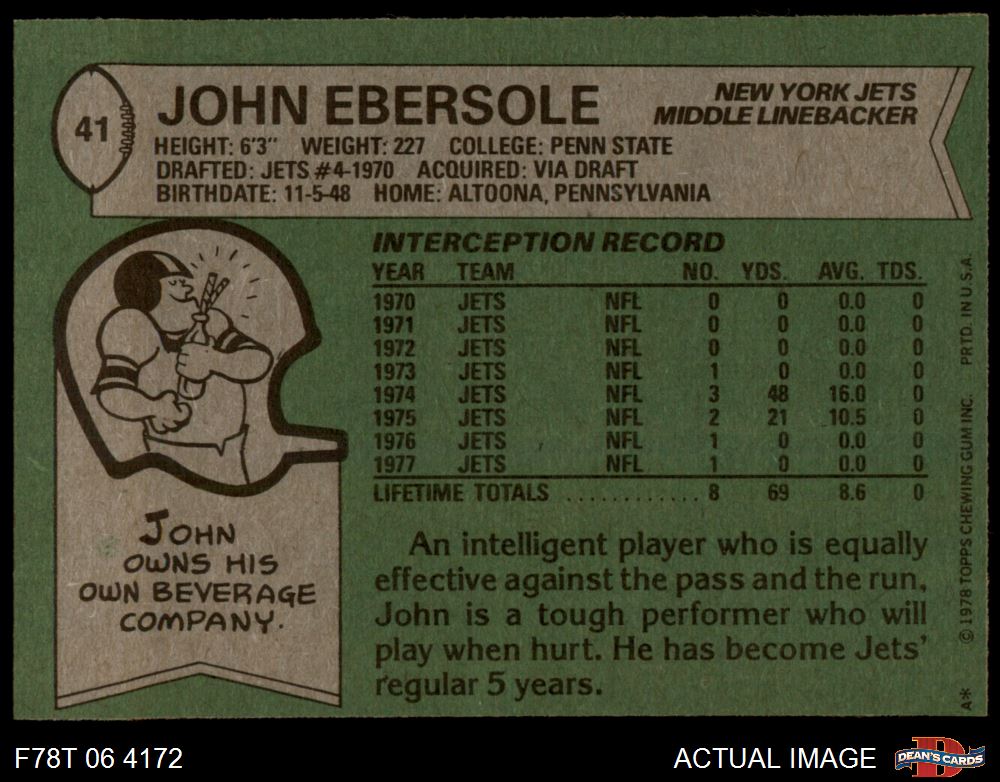 41
JOHN EBERSOLE
NEW YORK JETS
MIDDLE LINEBACKER
HEIGHT: 6'3" WEIGHT: 227 COLLEGE: PENN STATE
DRAFTED: JETS #4-1970 ACQUIRED: VIA DRAFT
BIRTHDATE: 11-5-48 HOME: ALTOONA, PENNSYLVANIA
INTERCEPTION RECORD
YEAR TEAM NO. YDS. AVG. TDS.
1970 JETS NFL 0 0 0.0 0
1971 JETS NFL 0 0 0.0 0
1972 JETS NFL 0 0 0.0 0
1973 JETS NFL 1 0 0.0 0
1974 JETS NFL 3 48 16.0 0
1975 JETS NFL 2 21 10.5 0
1976 JETS NFL 1 0 0.0 0
1977 JETS NFL 1 0 0.0 0
LIFETIME TOTALS ............ 8 69 8.6 0
JOHN
OWNS HIS
OWN BEVERAGE
COMPANY.
An intelligent player who is equally
effective against the pass and the run,
John is a tough performer who will
play when hurt. He has become Jets'
regular 5 years.
A* © 1978 TOPPS CHEWING GUM INC. PRTD. IN U.S.A.
F78T 06 4172
ACTUAL IMAGE
D
DEAN'S CARDS